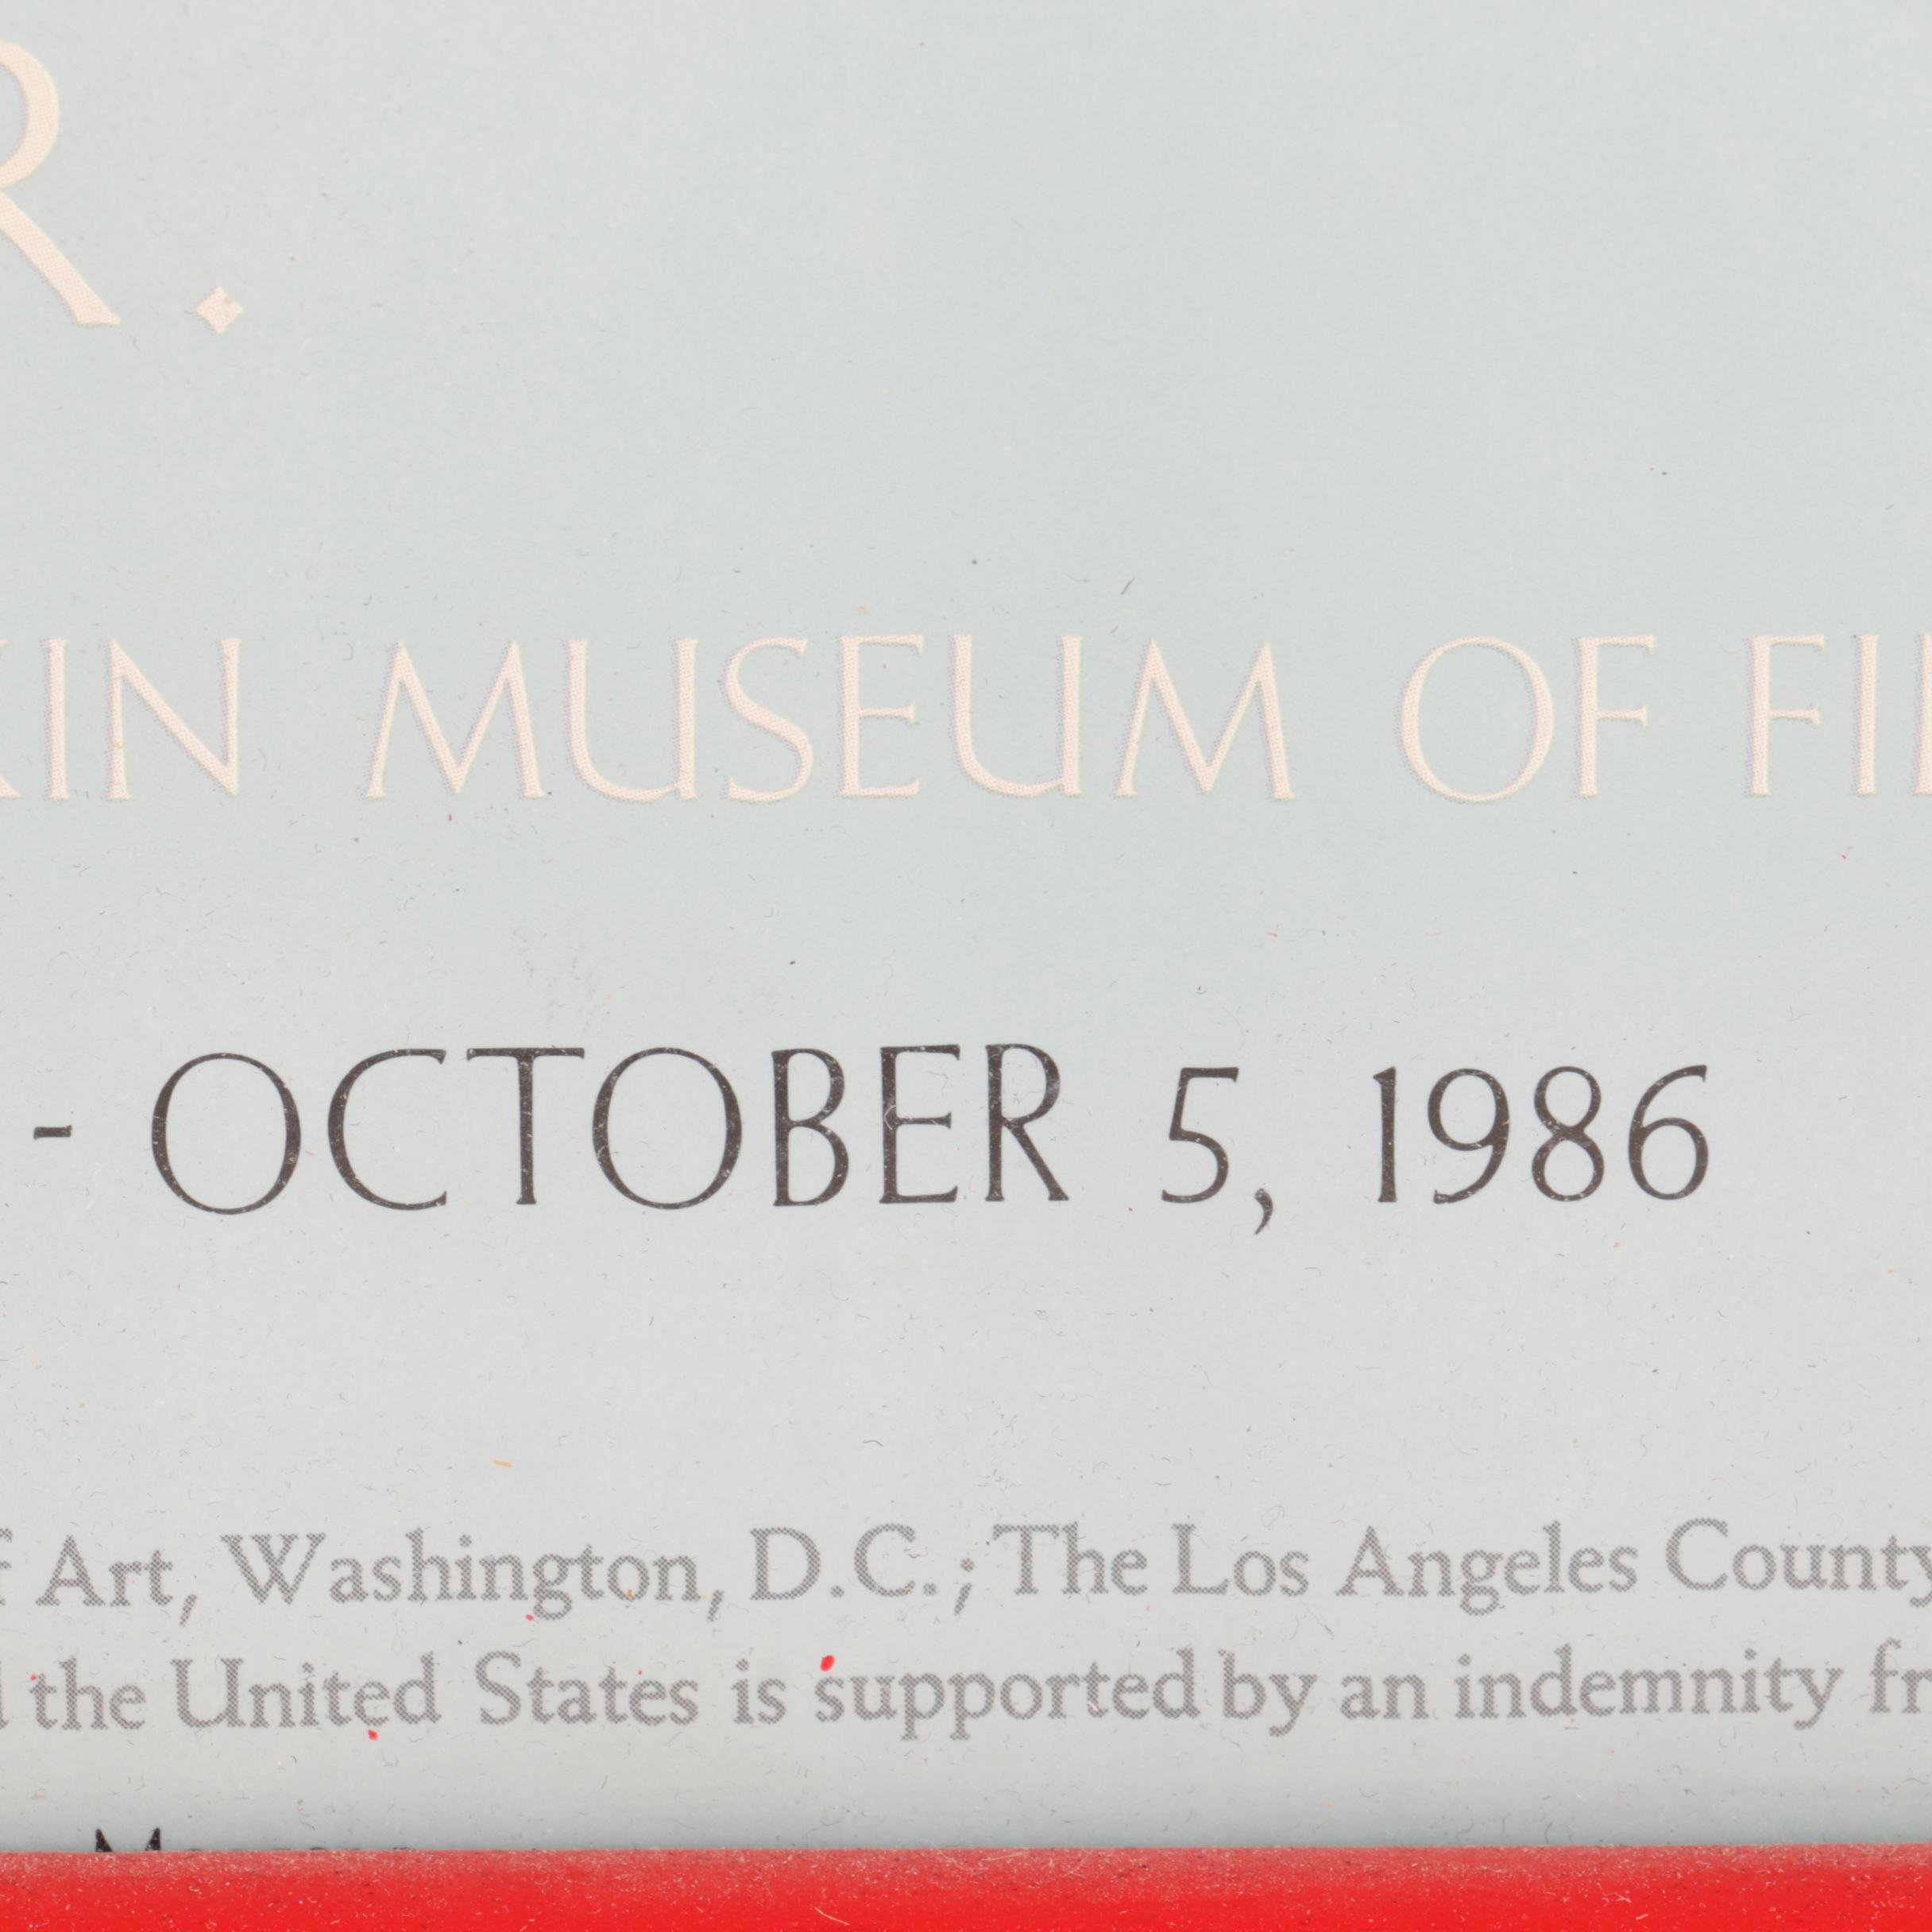 R.
KIN MUSEUM OF FI
- OCTOBER 5, 1986
f Art, Washington, D.C.; The Los Angeles County
the United States is supported by an indemnity fr